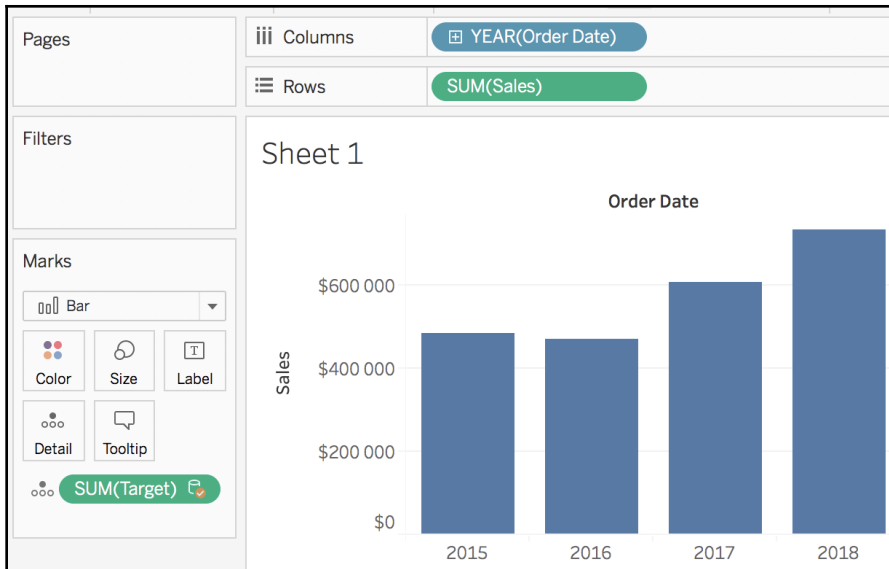 Pages
Columns
YEAR(Order Date)
Rows
SUM(Sales)
Filters
Sheet 1
Marks
Bar
Color
Size
T
Label
Detail
Tooltip
SUM(Target)
Order Date
Sales
$600 000
$400 000
$200 000
$0
2015 2016 2017 2018